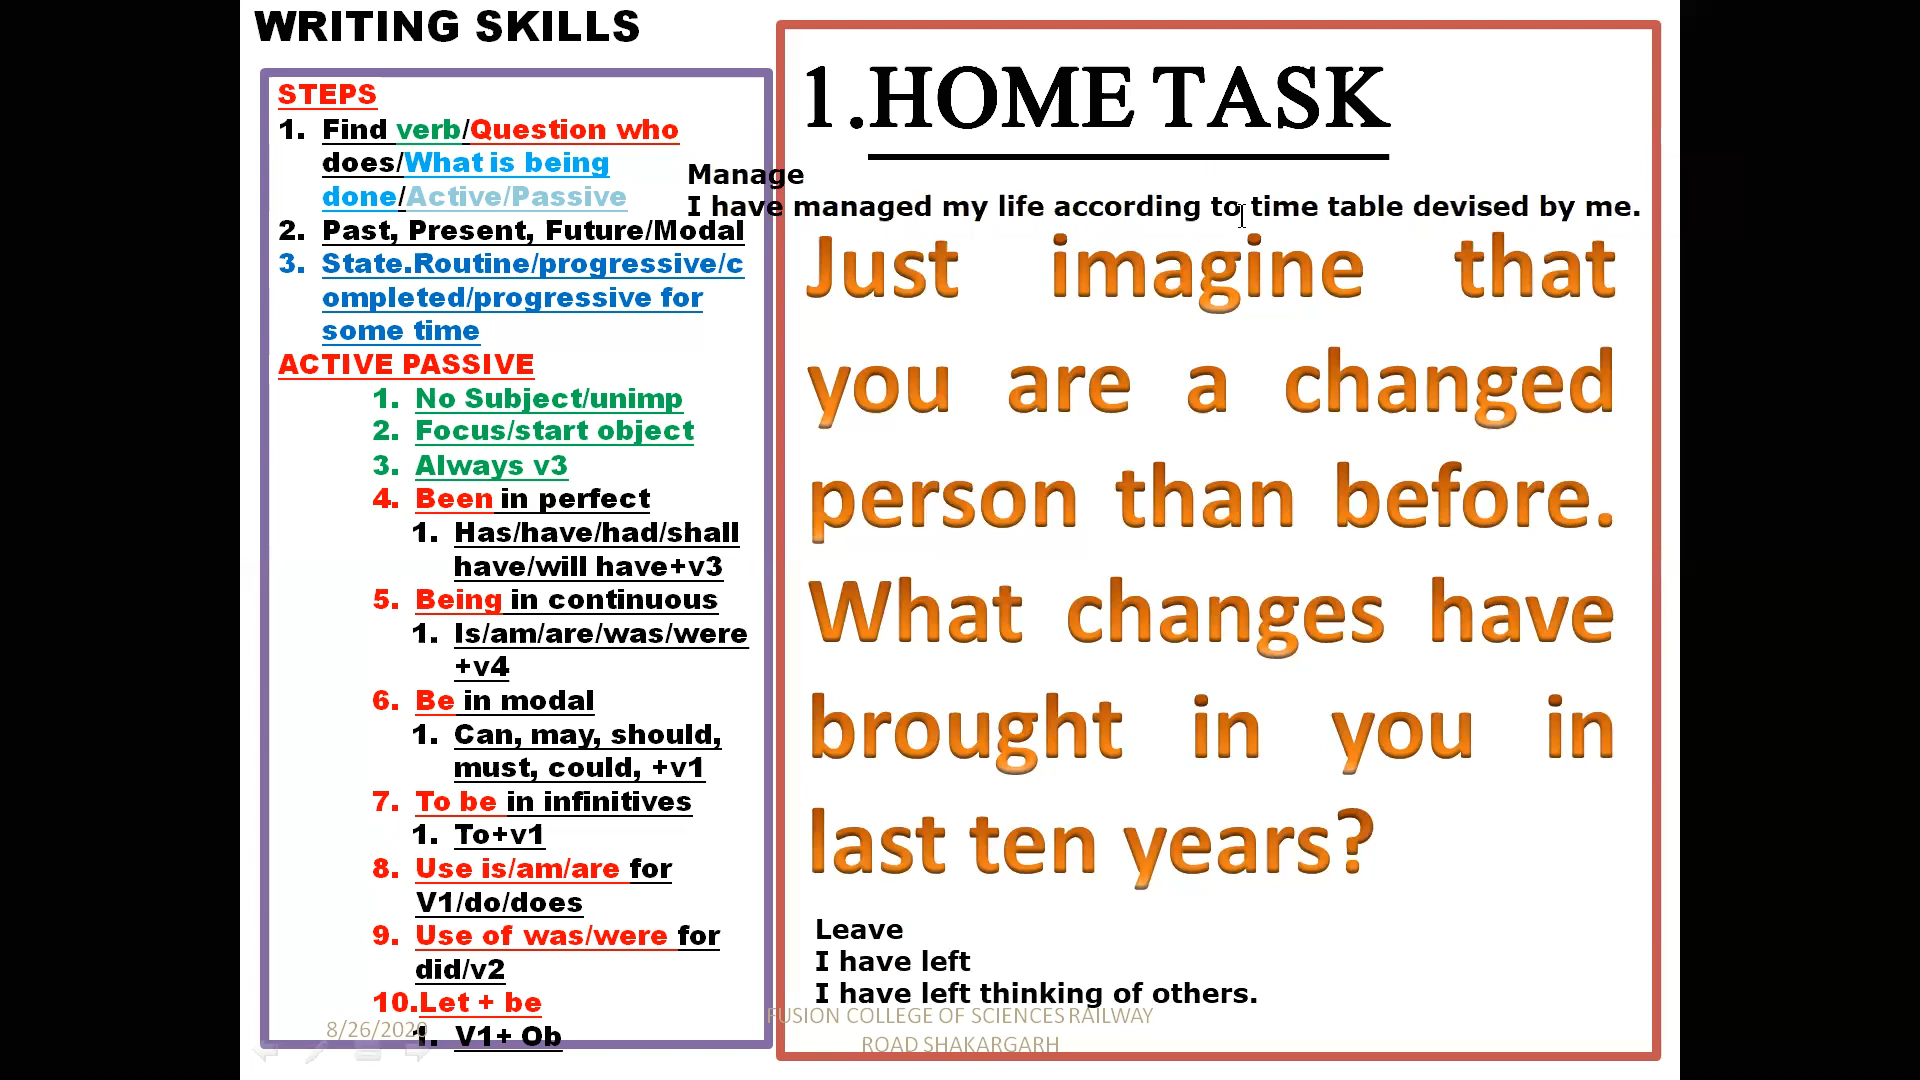 WRITING SKILLS
STEPS
1. Find verb/Question who
does/What is being
done/Active/Passive
2. Past, Present, Future/Modal
3. State.Routine/progressive/c
ompleted/progressive for
some time
ACTIVE PASSIVE
1. No Subject/unimp
2. Focus/start object
3. Always v3
4. Been in perfect
1. Has/have/had/shall
have/will have+v3
5. Being in continuous
1. Is/am/are/was/were
+v4
6. Be in modal
1. Can, may, should,
must, could, +v1
7. To be in infinitives
1. To+v1
8. Use is/am/are for
V1/do/does
9. Use of was/were for
did/v2
10.Let + be
1. V1+ Ob
8/26/2020
1.HOME TASK
Manage
I have managed my life according to time table devised by me.
Just imagine that
you are a changed
person than before.
What changes have
brought in you in
last ten years?
Leave
I have left
I have left thinking of others.
FUSION COLLEGE OF SCIENCES RAILWAY
ROAD SHAKARGARH